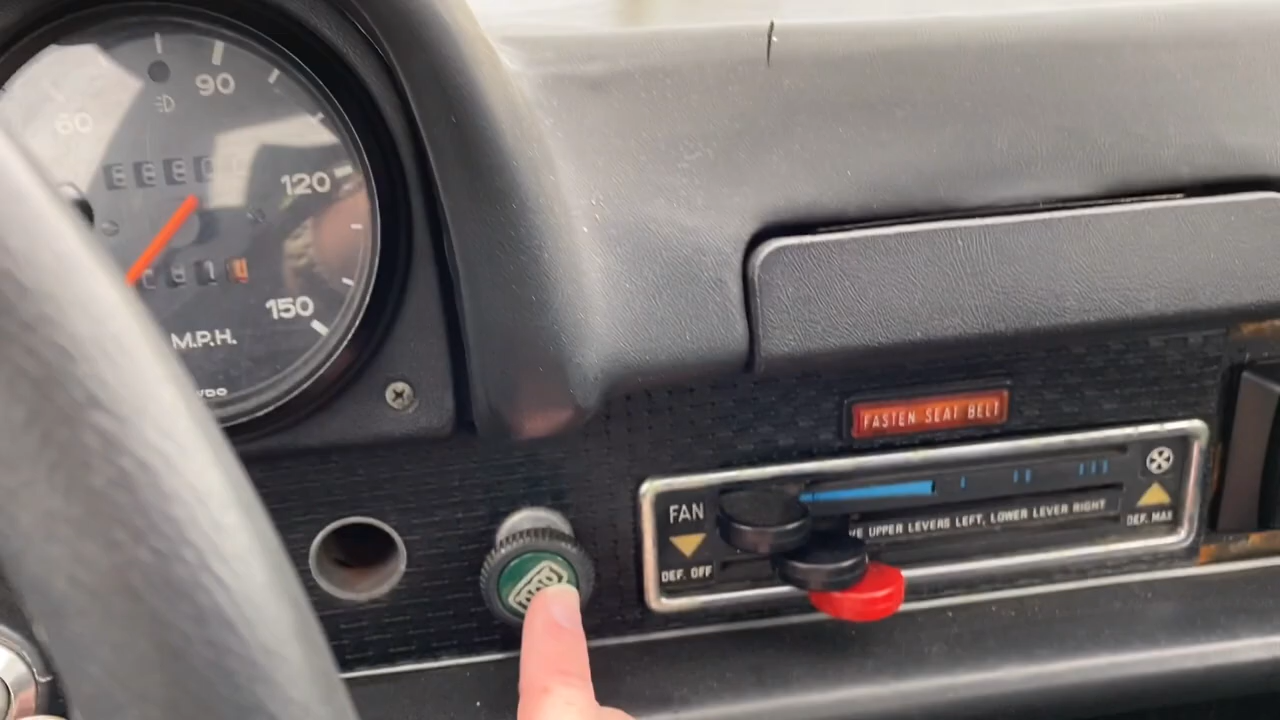 60
90
120
150
M.P.H.
FASTEN SEAT BELT
FAN
UPPER LEVERS LEFT, LOWER LEVER RIGHT
DEF. OFF
DEF. MAX